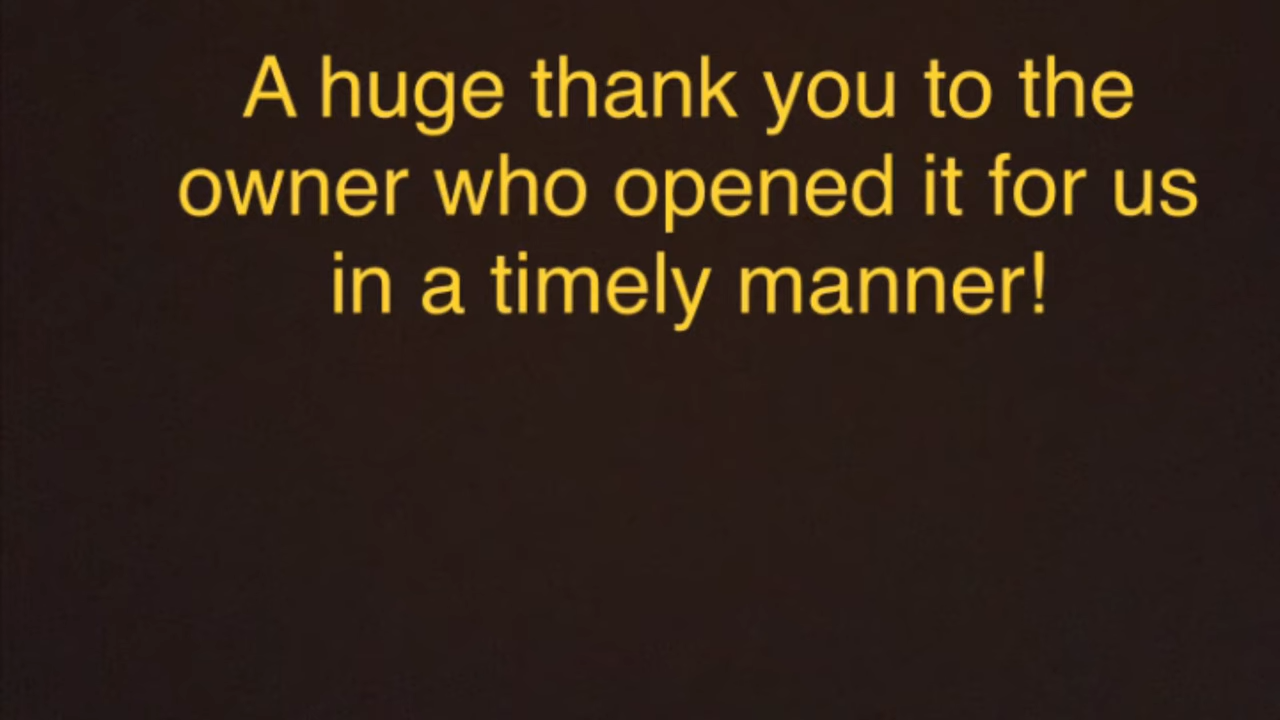 A huge thank you to the
owner who opened it for us
in a timely manner!